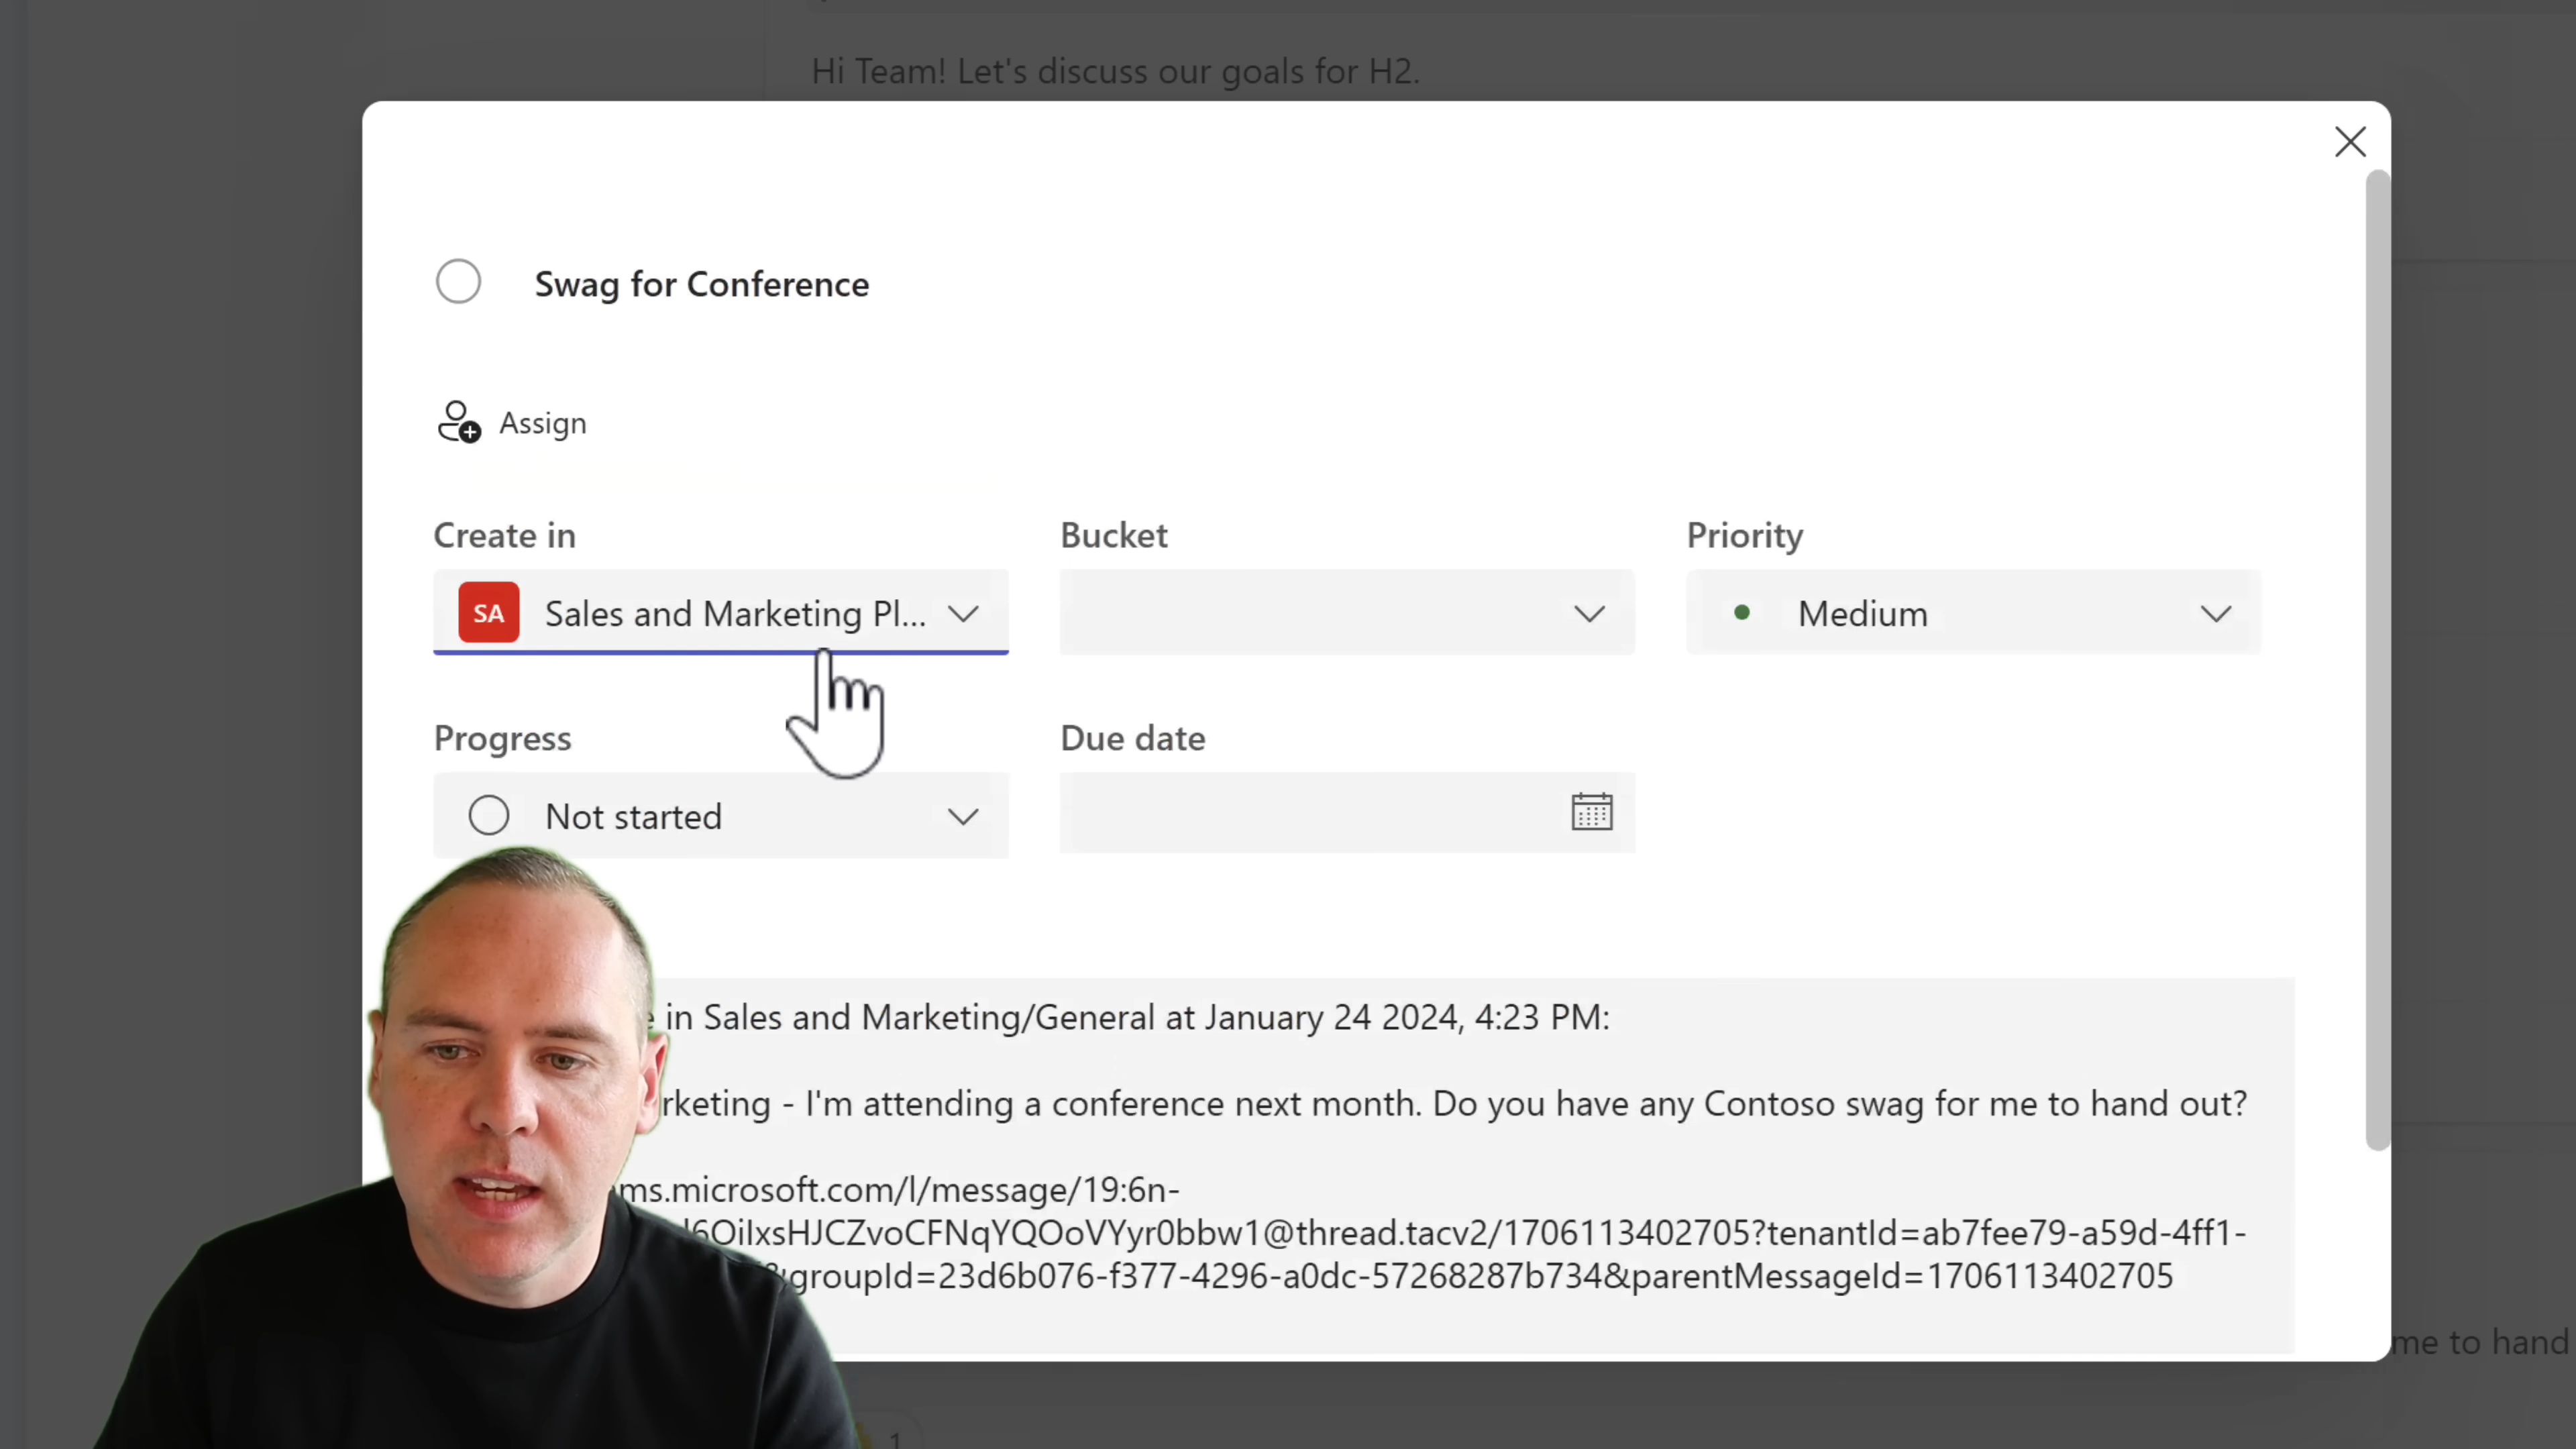 Hi Team! Let's discuss our goals for H2.
Swag for Conference
Assign
Create in
Bucket
Priority
SA
Sales and Marketing Pl...
Medium
Progress
Due date
Not started
in Sales and Marketing/General at January 24 2024, 4:23 PM:
rketing - I'm attending a conference next month. Do you have any Contoso swag for me to hand out?
ms.microsoft.com/l/message/19:6n-
6OiIxsHJCZvoCFNqYQOoVYyr0bbw1@thread.tacv2/1706113402705?tenantId=ab7fee79-a59d-4ff1-
groupId=23d6b076-f377-4296-a0dc-57268287b734&parentMessageId=1706113402705
me to hand
1